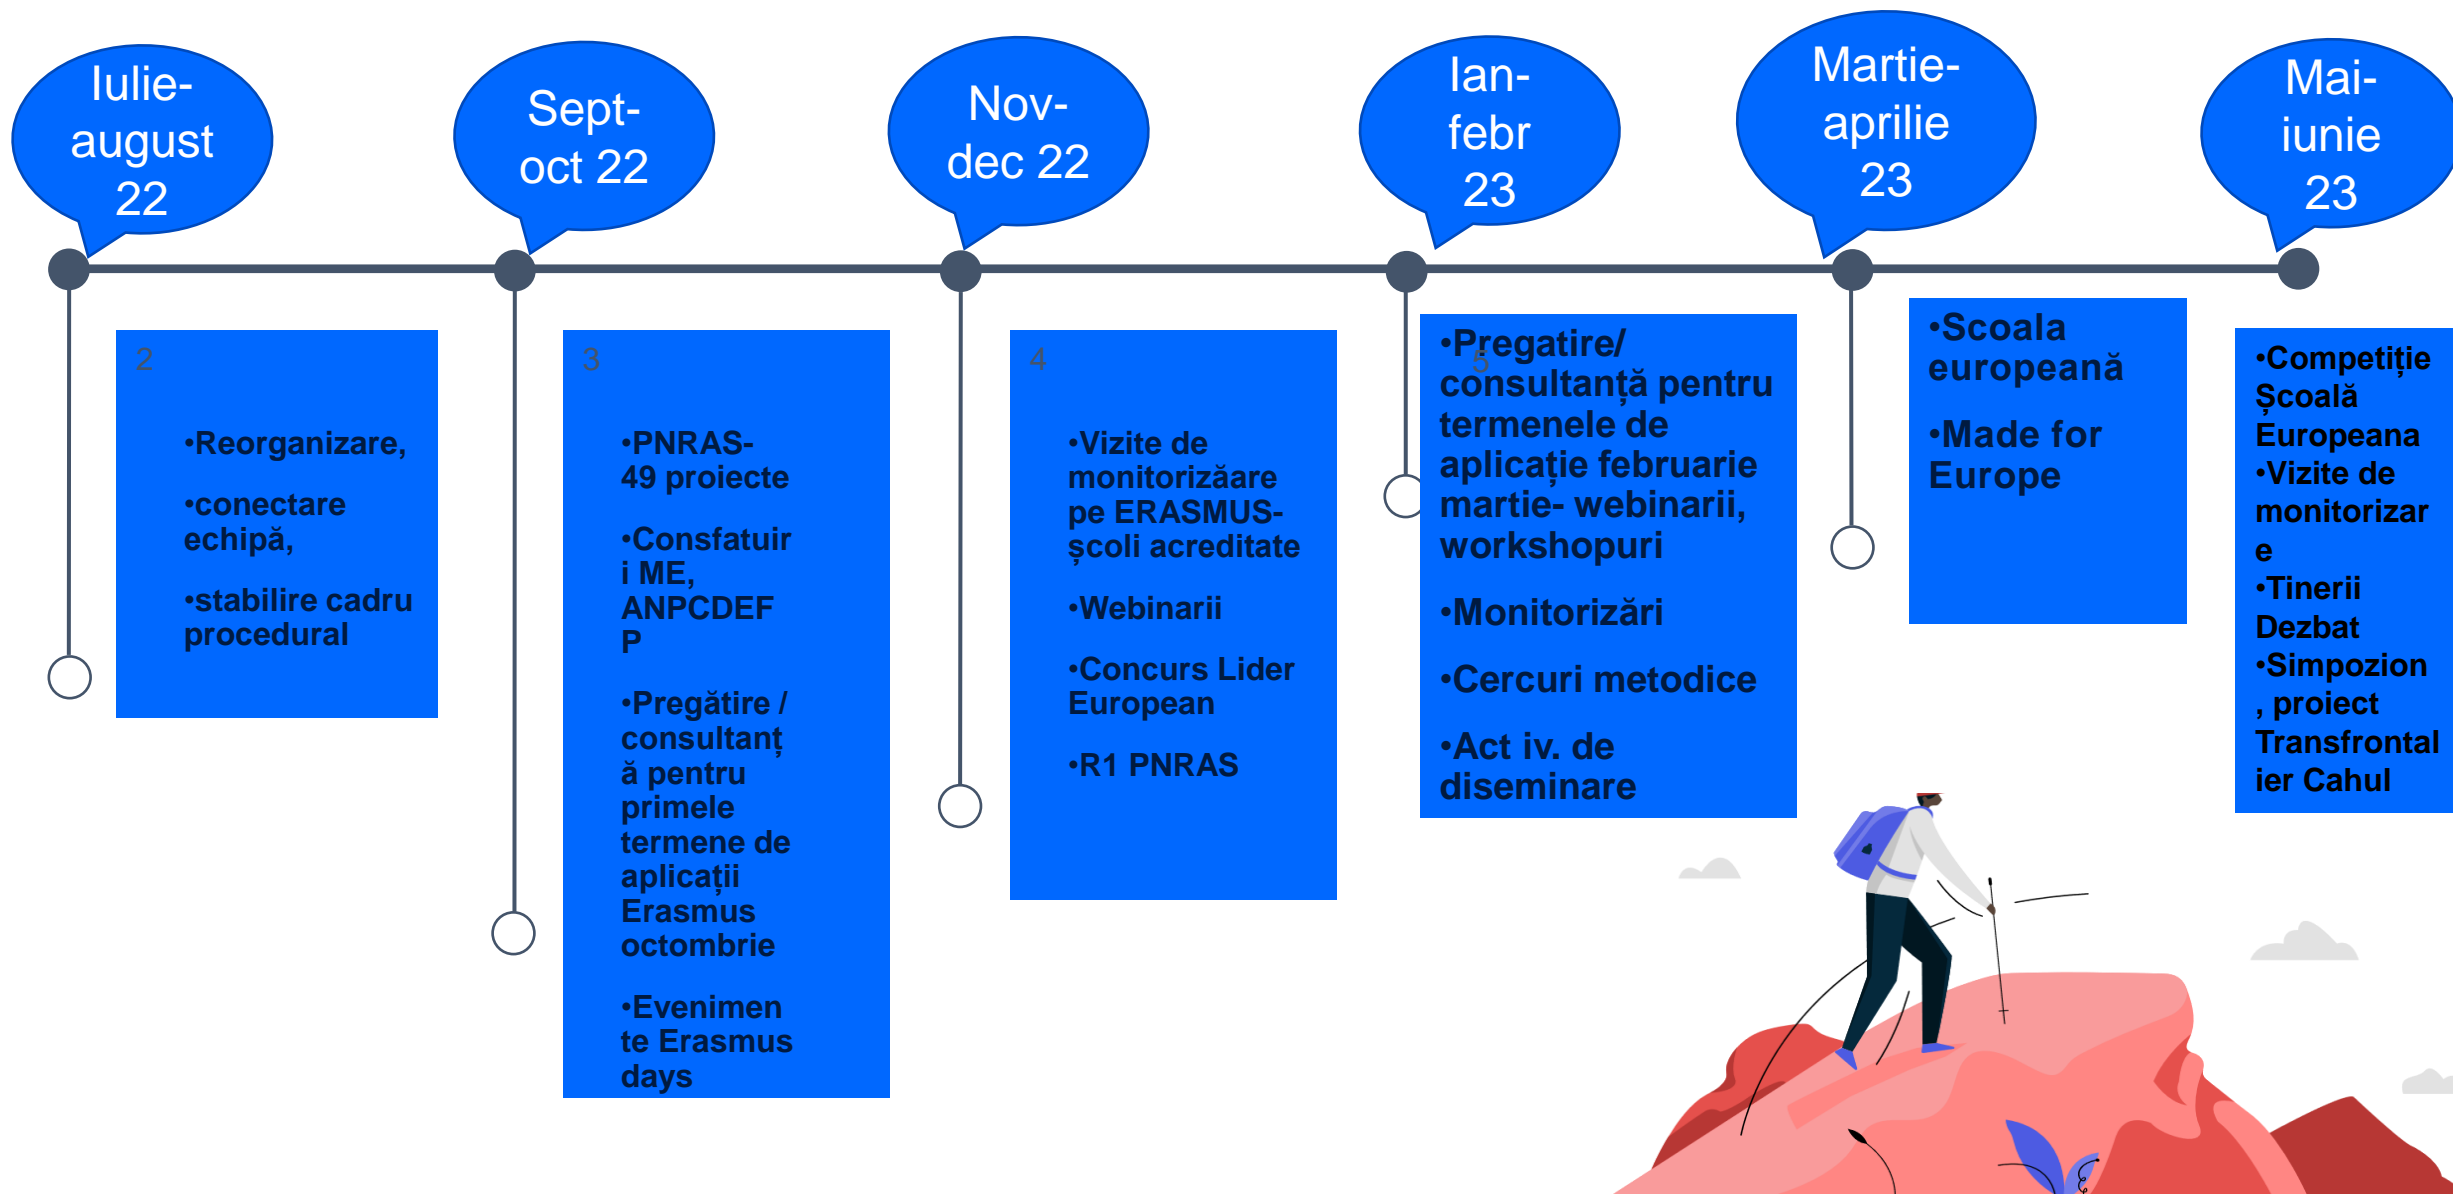 Iulie-
august
22
Sept-
oct 22
Nov-
dec 22
Ian-
febr
23
Martie-
aprilie
23
Mai-
iunie
23
2
•Reorganizare,
•conectare
echipă,
•stabilire cadru
procedural
3
•PNRAS-
49 proiecte
•Consfatuir
i ME,
ANPCDEF
P
•Pregătire /
consultanț
ă pentru
primele
termene de
aplicații
Erasmus
octombrie
•Evenimen
te Erasmus
days
4
•Vizite de
monitorizăare
pe ERASMUS-
școli acreditate
•Webinarii
•Concurs Lider
European
•R1 PNRAS
5
•Pregatire/
consultanță pentru
termenele de
aplicație februarie
martie- webinarii,
workshopuri
•Monitorizări
•Cercuri metodice
•Act iv. de
diseminare
•Scoala
europeană
•Made for
Europe
•Competiție
Școală
Europeana
•Vizite de
monitorizar
e
•Tinerii
Dezbat
•Simpozion
, proiect
Transfrontal
ier Cahul